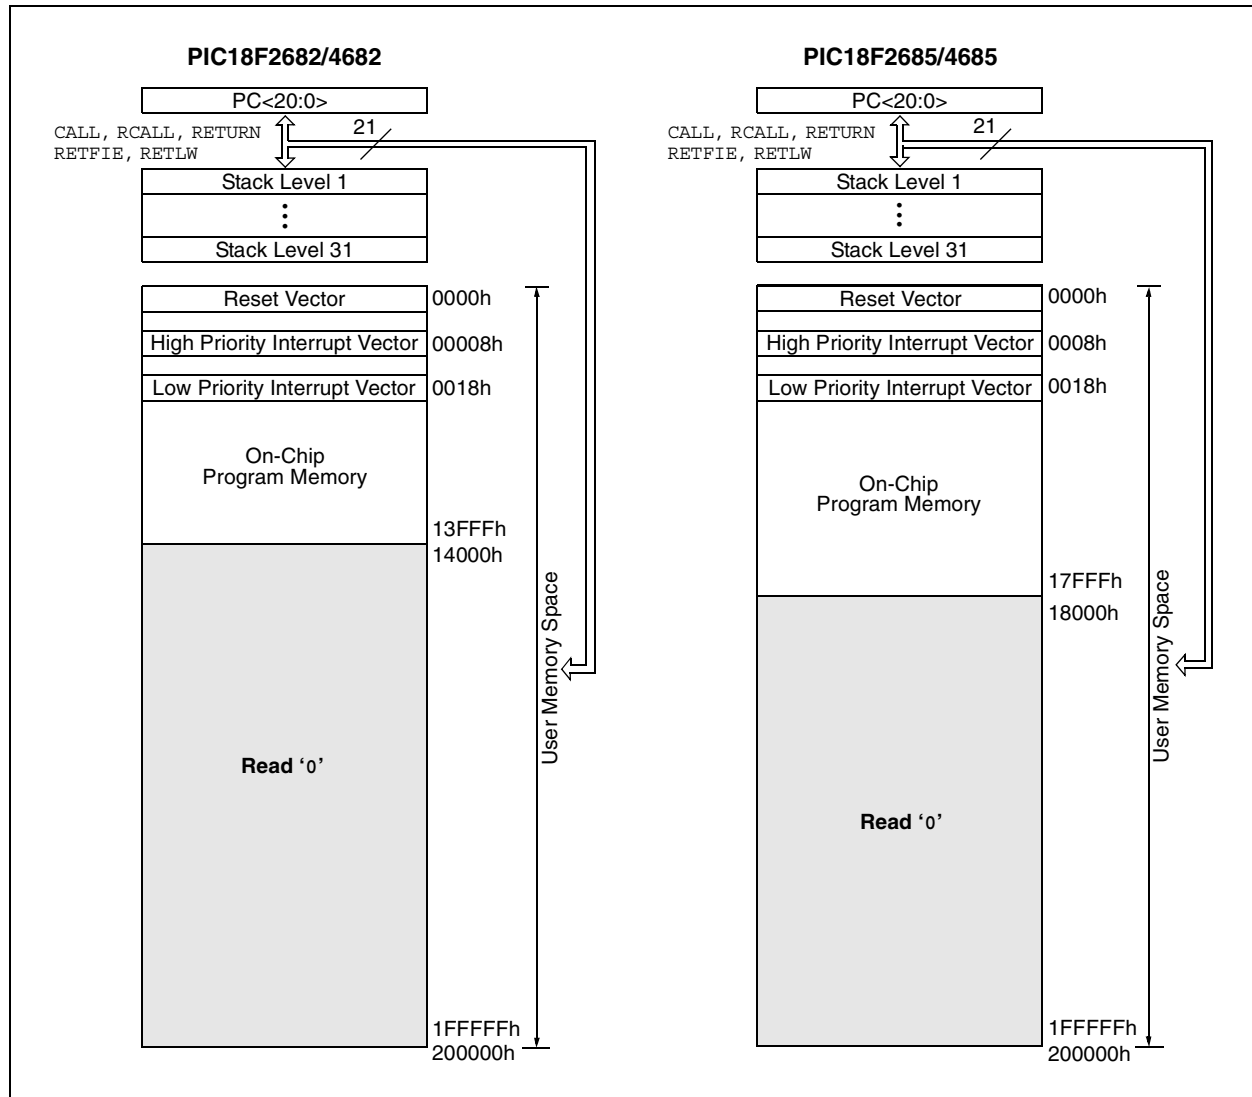 PIC18F2682/4682
PC<20:0>
CALL, RCALL, RETURN
RETFIE, RETLW
21
Stack Level 1
Stack Level 31
Reset Vector
0000h
High Priority Interrupt Vector
00008h
Low Priority Interrupt Vector
0018h
On-Chip
Program Memory
13FFFh
14000h
User Memory Space
Read ‘0’
1FFFFFh
200000h
PIC18F2685/4685
PC<20:0>
CALL, RCALL, RETURN
RETFIE, RETLW
21
Stack Level 1
Stack Level 31
Reset Vector
0000h
High Priority Interrupt Vector
0008h
Low Priority Interrupt Vector
0018h
On-Chip
Program Memory
17FFFh
18000h
User Memory Space
Read ‘0’
1FFFFFh
200000h